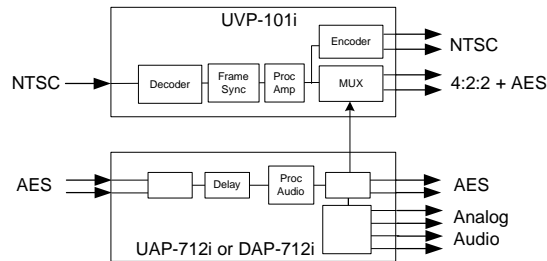 UVP-101i
Encoder
NTSC
NTSC
Decoder
Frame
Sync
Proc
Amp
MUX
4:2:2 + AES
AES
Delay
Proc
Audio
AES
Analog
Audio
UAP-712i or DAP-712i